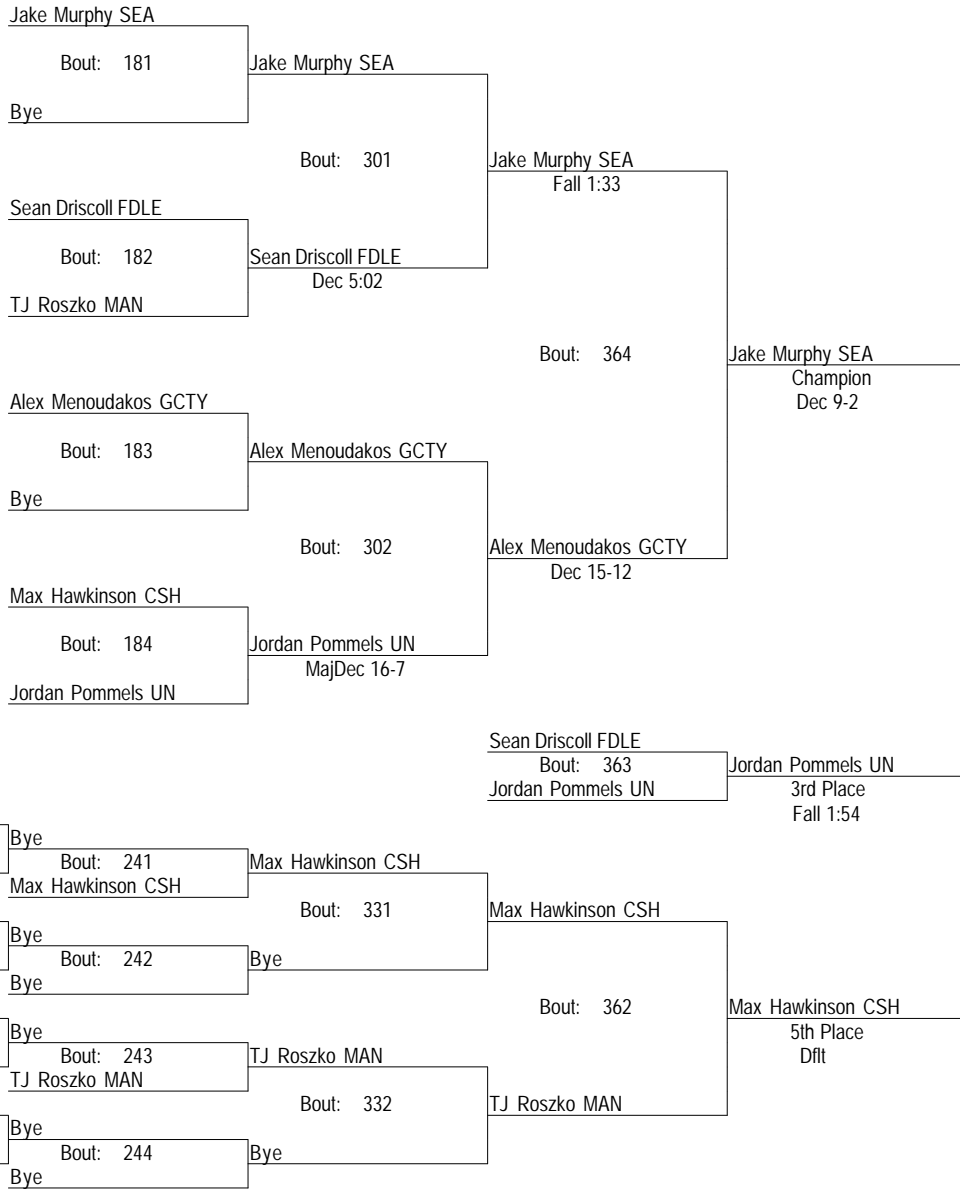 Jake Murphy SEA
Bout: 181
Jake Murphy SEA
Bye
Bout: 301
Jake Murphy SEA
Fall 1:33
Sean Driscoll FDLE
Bout: 182
Sean Driscoll FDLE
Dec 5:02
TJ Roszko MAN
Bout: 364
Jake Murphy SEA
Champion
Dec 9-2
Alex Menoudakos GCTY
Bout: 183
Alex Menoudakos GCTY
Bye
Bout: 302
Alex Menoudakos GCTY
Dec 15-12
Max Hawkinson CSH
Bout: 184
Jordan Pommels UN
MajDec 16-7
Jordan Pommels UN
Sean Driscoll FDLE
Bout: 363
Jordan Pommels UN
Jordan Pommels UN
3rd Place
Fall 1:54
Bye
Bout: 241
Max Hawkinson CSH
Max Hawkinson CSH
Bout: 331
Max Hawkinson CSH
Bye
Bout: 242
Bye
Bye
Bout: 362
Max Hawkinson CSH
5th Place
Dflt
Bye
Bout: 243
TJ Roszko MAN
TJ Roszko MAN
Bout: 332
TJ Roszko MAN
Bye
Bout: 244
Bye
Bye